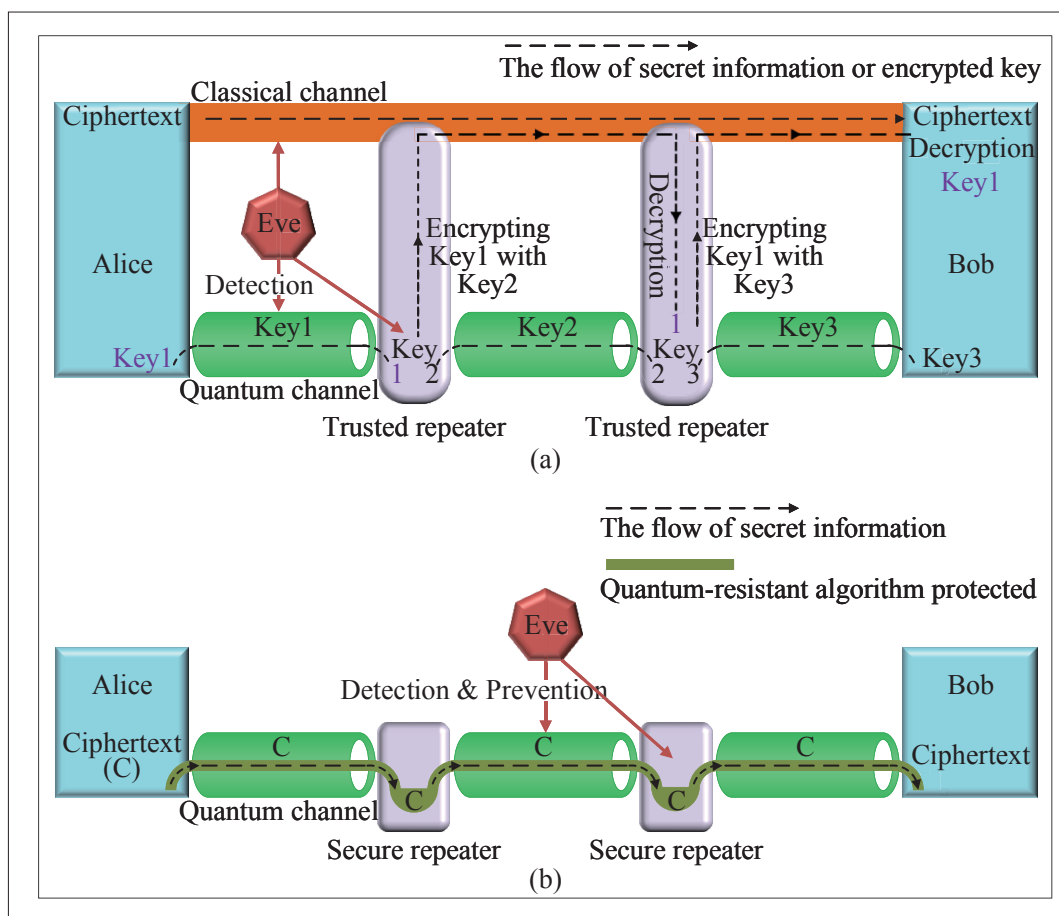 The flow of secret information or encrypted key
Classical channel
Ciphertext
Ciphertext
Decryption
Key1
Eve
Decryption
Encrypting
Key1 with
Key2
Encrypting
Key1 with
Key3
Alice
Bob
Detection
Key1
Key2
Key3
Key1
Key
1 2
1
Key
2 3
Key3
Quantum channel
Trusted repeater
Trusted repeater
(a)
The flow of secret information
Quantum-resistant algorithm protected
Eve
Alice
Bob
Detection & Prevention
Ciphertext
(C)
C
C
C
Ciphertext
C
C
Quantum channel
Secure repeater
Secure repeater
(b)